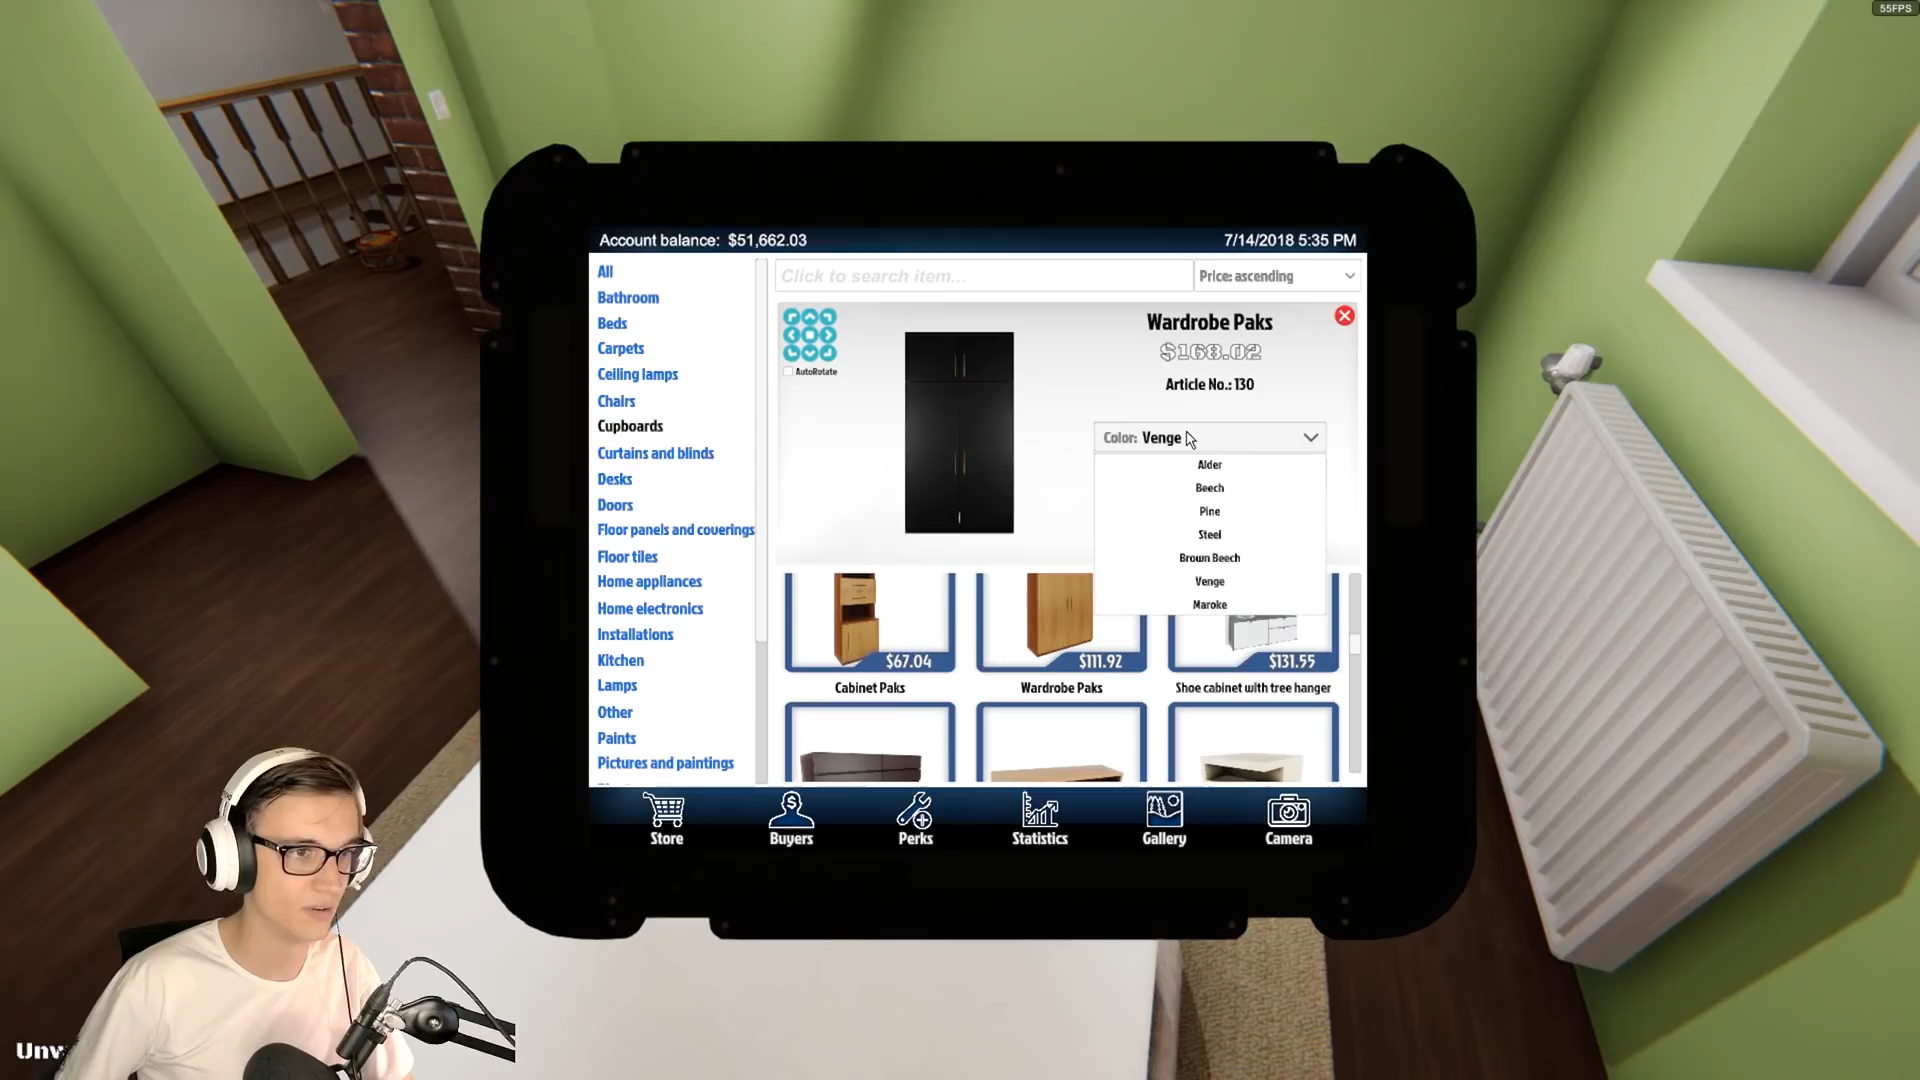 55FPS
Account balance: $51,662.03
7/14/2018 5:35 PM
All
Bathroom
Beds
Carpets
Ceiling lamps
Chairs
Cupboards
Curtains and blinds
Desks
Doors
Floor panels and coverings
Floor tiles
Home appliances
Home electronics
Installations
Kitchen
Lamps
Other
Paints
Pictures and paintings
Click to search item...
Price: ascending
AutoRotate
Wardrobe Paks
$168.02
Article No.: 130
Color: Venge
Alder
Beech
Pine
Steel
Brown Beech
Venge
Maroke
$67.04
$111.92
$131.55
Cabinet Paks
Wardrobe Paks
Shoe cabinet with tree hanger
Store
Buyers
Perks
Statistics
Gallery
Camera